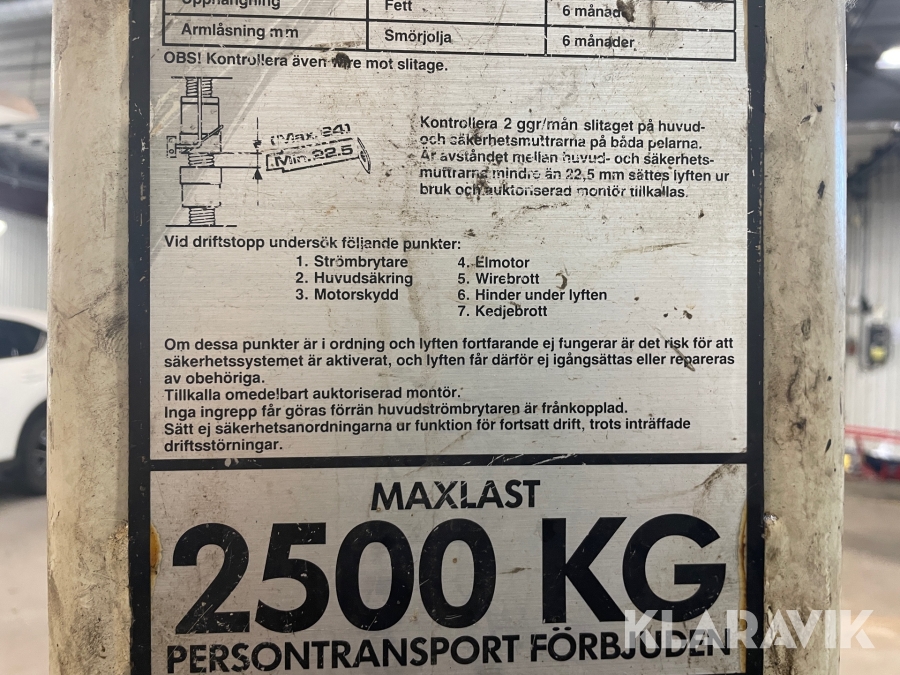 Upphängning Fett 6 månader
Armlåsning mm Smörjolja 6 månader
OBS! Kontrollera även wire mot slitage.
(Max. 24)
Min. 22.5
Kontrollera 2 ggr/mån slitaget på huvud-
och säkerhetsmuttrarna på båda pelarna.
Är avståndet mellan huvud- och säkerhets-
muttrarna mindre än 22,5 mm sättes lyften ur
bruk och auktoriserad montör tillkallas.
Vid driftstopp undersök följande punkter:
1. Strömbrytare
2. Huvudsäkring
3. Motorskydd
4. Elmotor
5. Wirebrott
6. Hinder under lyften
7. Kedjebrott
Om dessa punkter är i ordning och lyften fortfarande ej fungerar är det risk för att
säkerhetssystemet är aktiverat, och lyften får därför ej igångsättas eller repareras
av obehöriga.
Tillkalla omedelbart auktoriserad montör.
Inga ingrepp får göras förrän huvudströmbrytaren är frånkopplad.
Sätt ej säkerhetsanordningarna ur funktion för fortsatt drift, trots inträffade
driftsstörningar.
MAXLAST
2500 KG
PERSONTRANSPORT FÖRBJUDEN
KLARAVIK